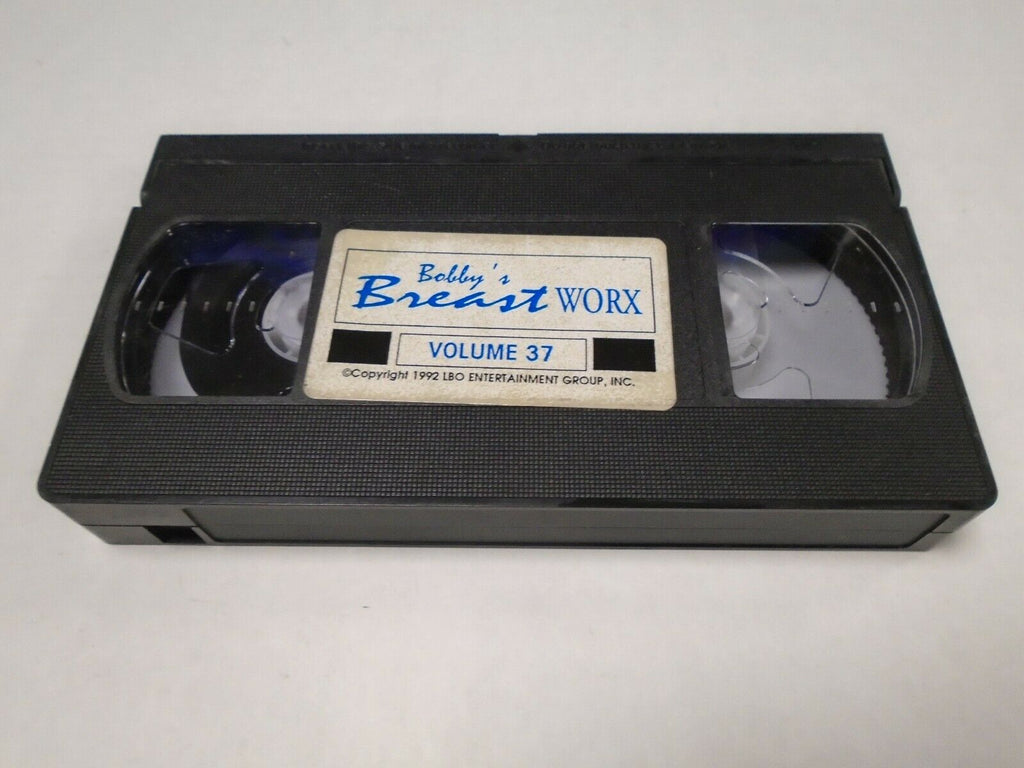 Bobby's
Breast WORX
VOLUME 37
©Copyright 1992 LBO ENTERTAINMENT GROUP, INC.